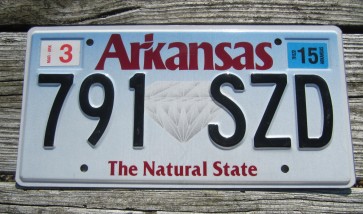 3 Arkansas 15
791 SZD
The Natural State